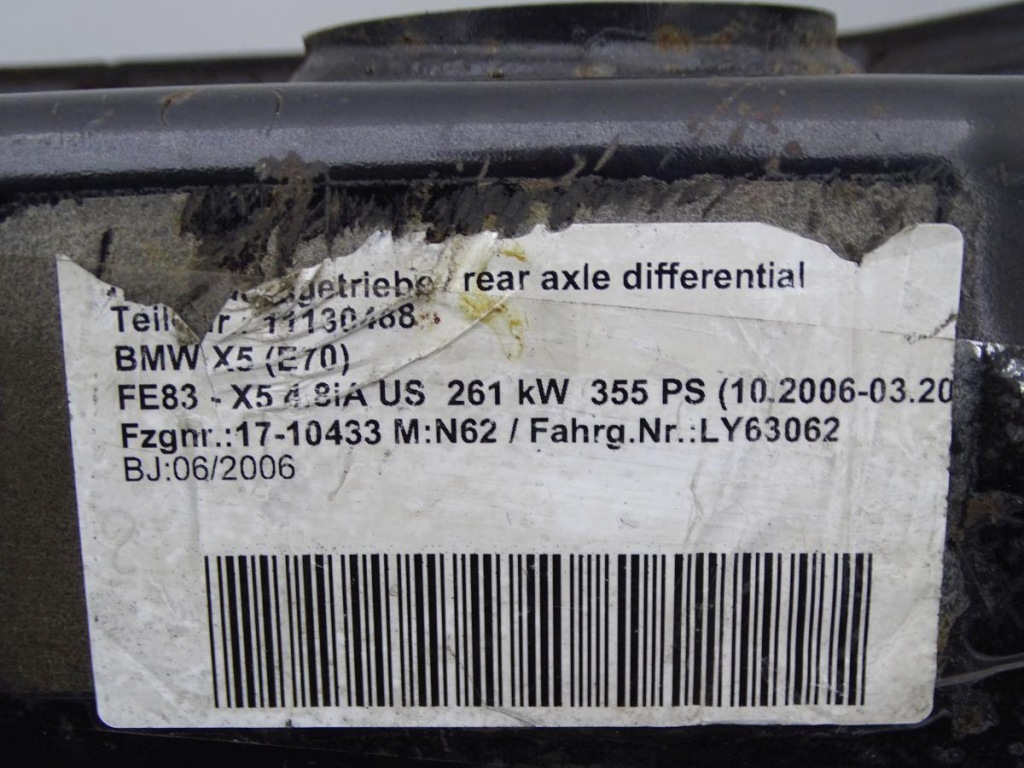 rear axle differential
11130468
BMW X5 (E70)
FE83 - X5 4.8iA US 261 kW 355 PS (10.2006-03.20
Fzgnr.:17-10433 M:N62 / Fahrg.Nr.:LY63062
BJ:06/2006